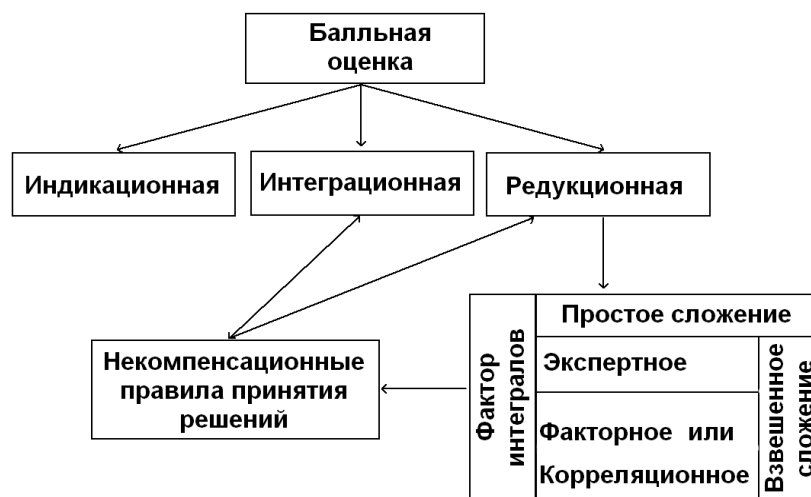 Балльная
оценка
Индикационная
Интеграционная
Редукционная
Некомпенсационные
правила принятия
решений
Фактор
интегралов
Простое сложение
Экспертное
Факторное или
Корреляционное
Взвешенное
сложение